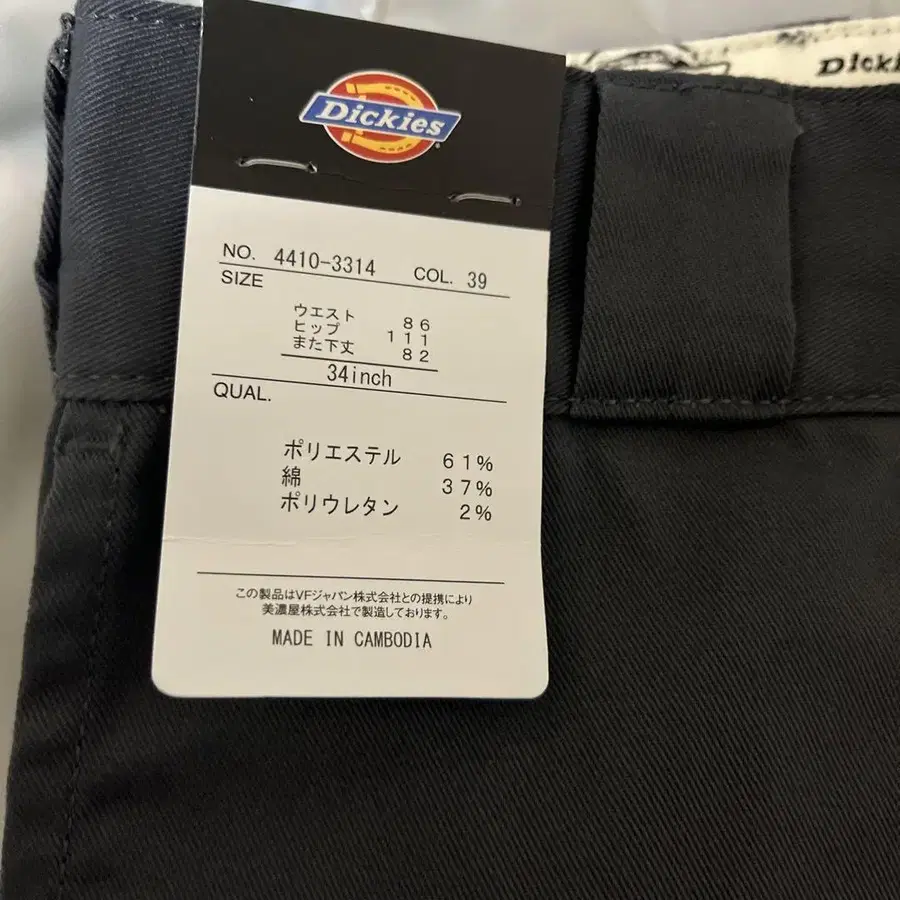 Dickies
Dicki
NO. 4410-3314 COL. 39
SIZE
ウエスト 86
ヒップ 111
また下丈 82
34inch
QUAL.
ポリエステル 61%
綿 37%
ポリウレタン 2%
この製品はVFジャパン株式会社との提携により
美濃屋株式会社で製造しております。
MADE IN CAMBODIA